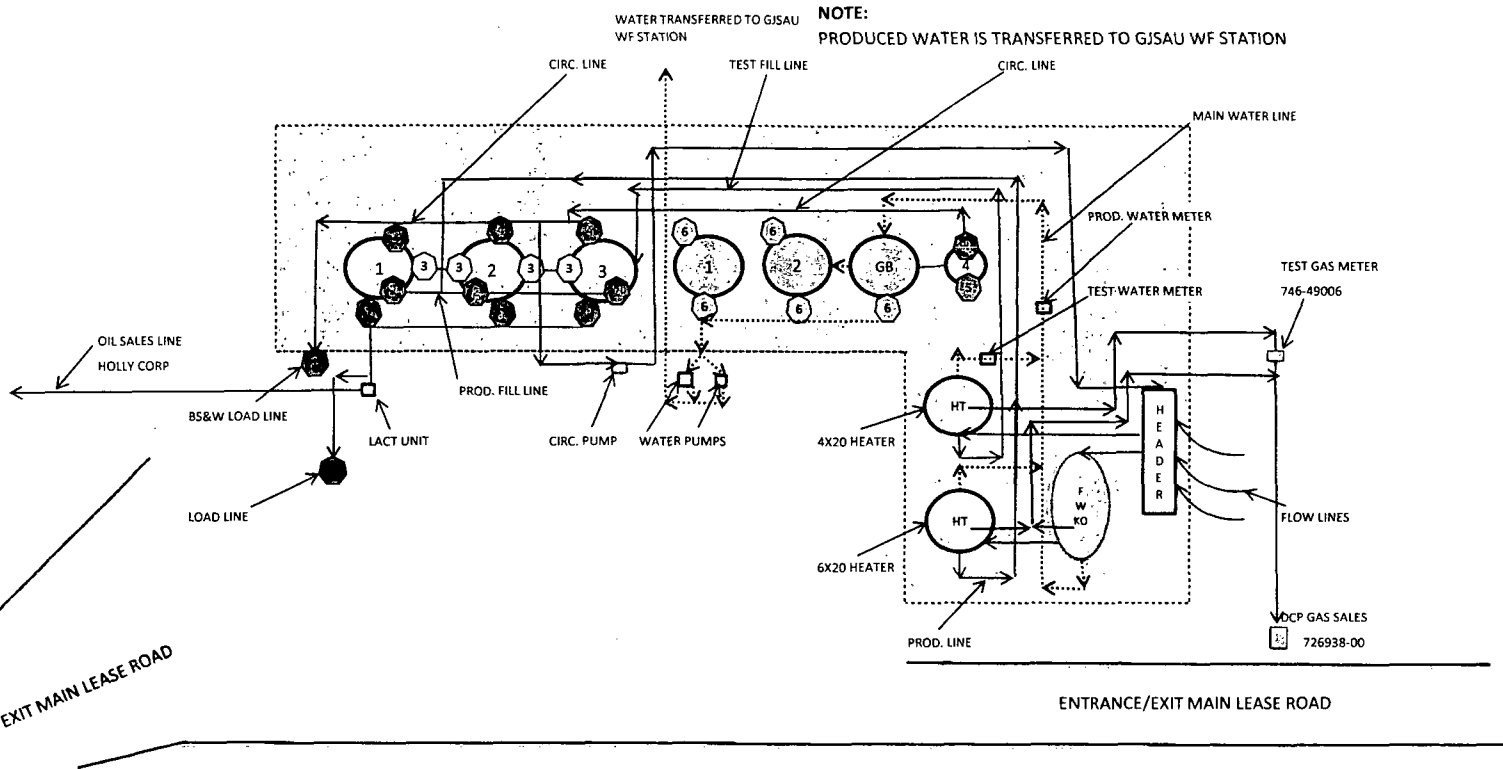 WATER TRANSFERRED TO GJSAU
WF STATION
NOTE:
PRODUCED WATER IS TRANSFERRED TO GJSAU WF STATION
CIRC. LINE
TEST FILL LINE
CIRC. LINE
MAIN WATER LINE
PROD. WATER METER
6
6
1
3
3
2
3
3
3
1
2
GB
4
TEST GAS METER
746-49006
TEST WATER METER
6
6
6
OIL SALES LINE
HOLLY CORP
PROD. FILL LINE
BS&W LOAD LINE
LACT UNIT
CIRC. PUMP
WATER PUMPS
HT
4X20 HEATER
HEADER
LOAD LINE
FWKO
HT
FLOW LINES
6X20 HEATER
PROD. LINE
DCP GAS SALES
726938-00
EXIT MAIN LEASE ROAD
ENTRANCE/EXIT MAIN LEASE ROAD